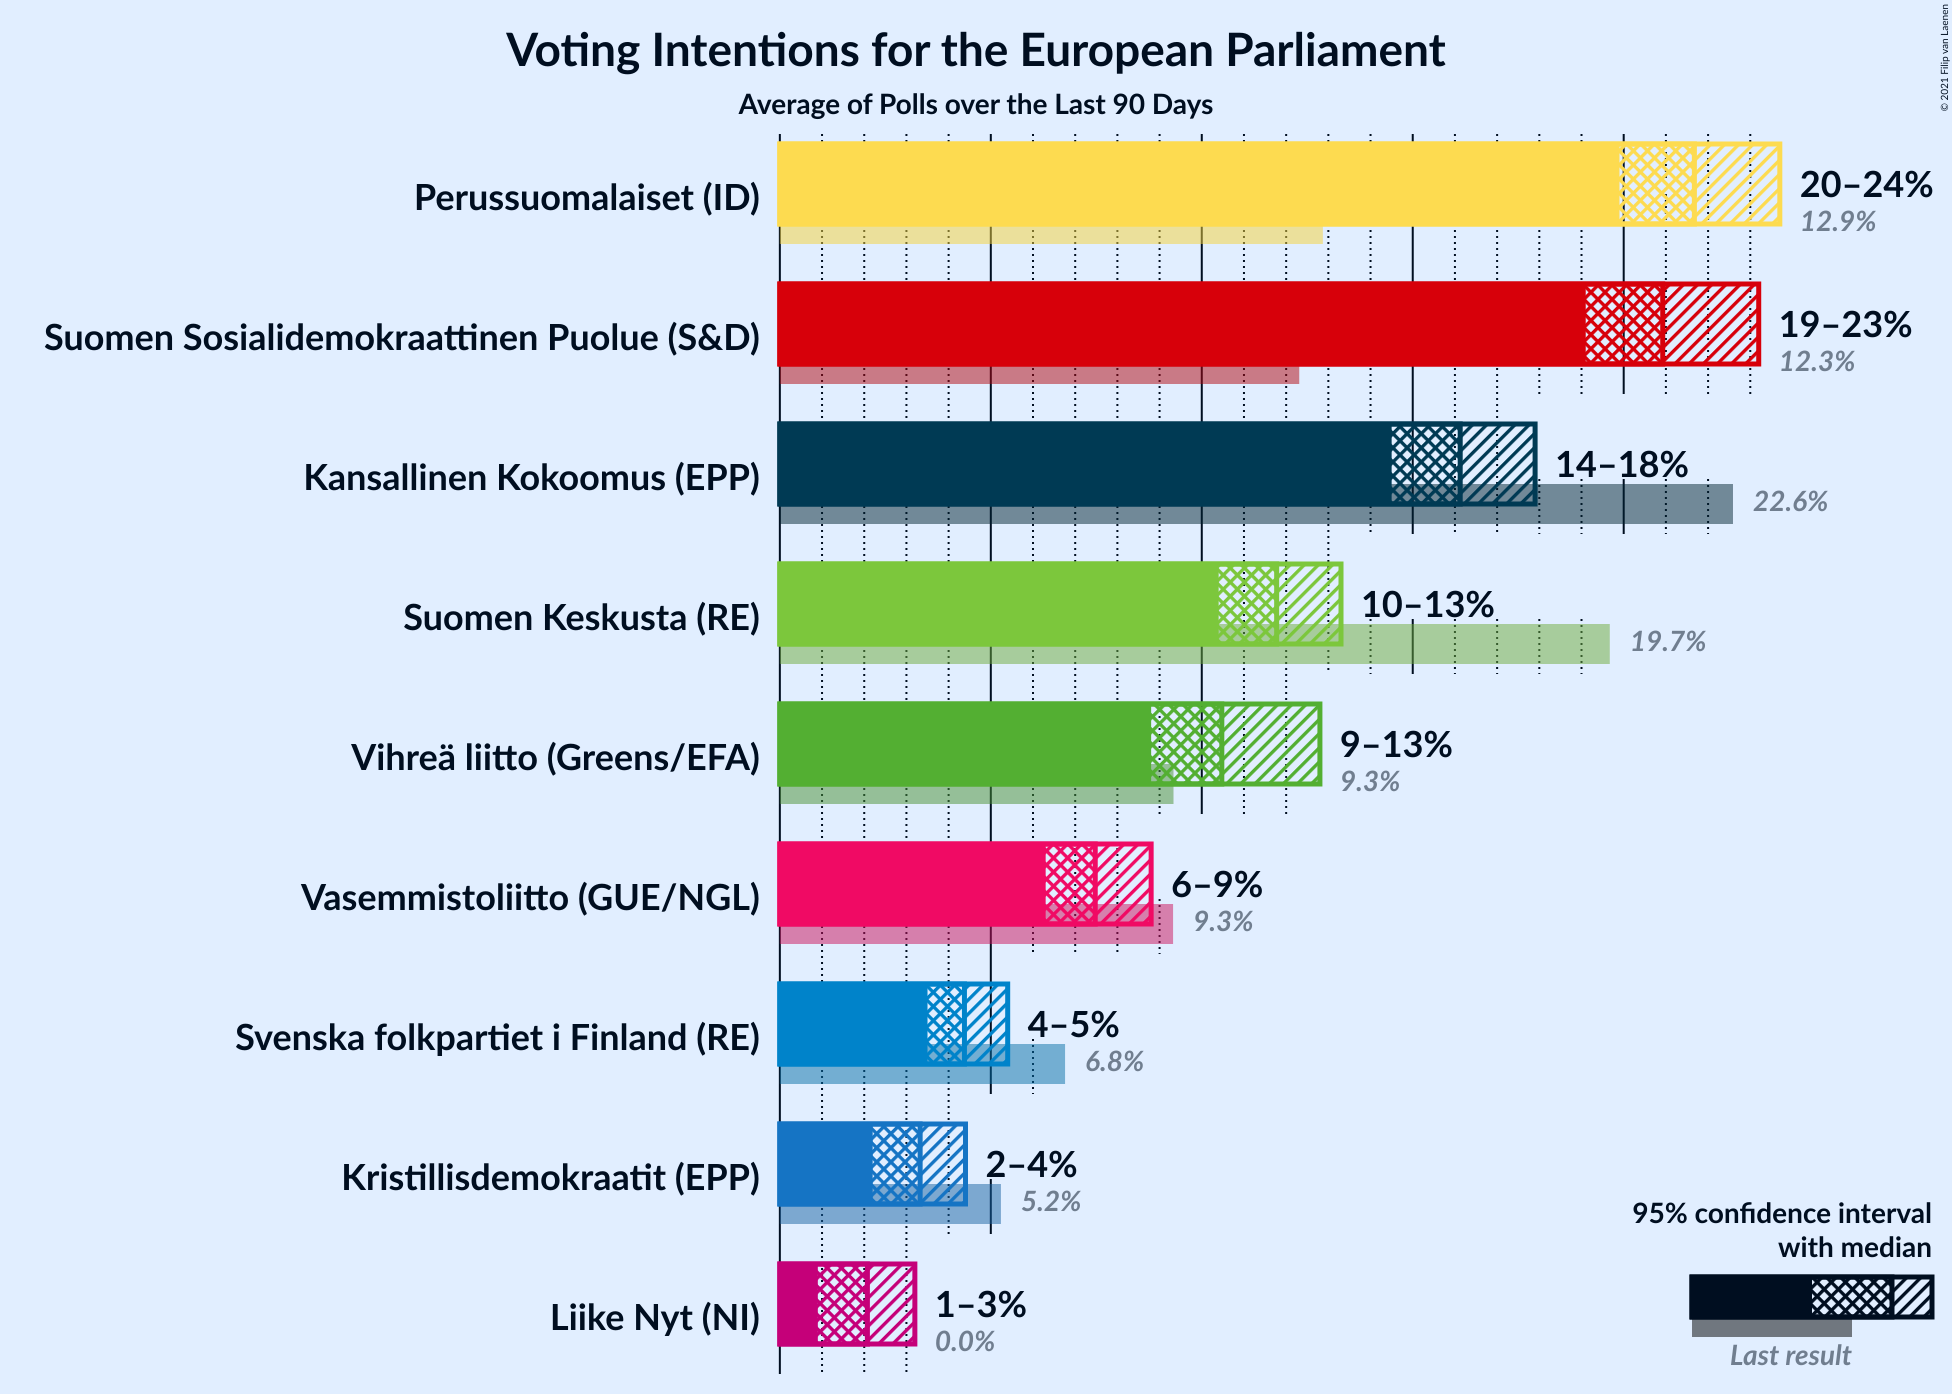 Voting Intentions for the European Parliament
Average of Polls over the Last 90 Days
© 2021 Filip van Laenen
Perussuomalaiset (ID)
20–24%
12.9%
Suomen Sosialidemokraattinen Puolue (S&D)
19–23%
12.3%
Kansallinen Kokoomus (EPP)
14–18%
22.6%
Suomen Keskusta (RE)
10–13%
19.7%
Vihreä liitto (Greens/EFA)
9–13%
9.3%
Vasemmistoliitto (GUE/NGL)
6–9%
9.3%
Svenska folkpartiet i Finland (RE)
4–5%
6.8%
Kristillisdemokraatit (EPP)
2–4%
5.2%
Liike Nyt (NI)
1–3%
0.0%
95% confidence interval
with median
Last result